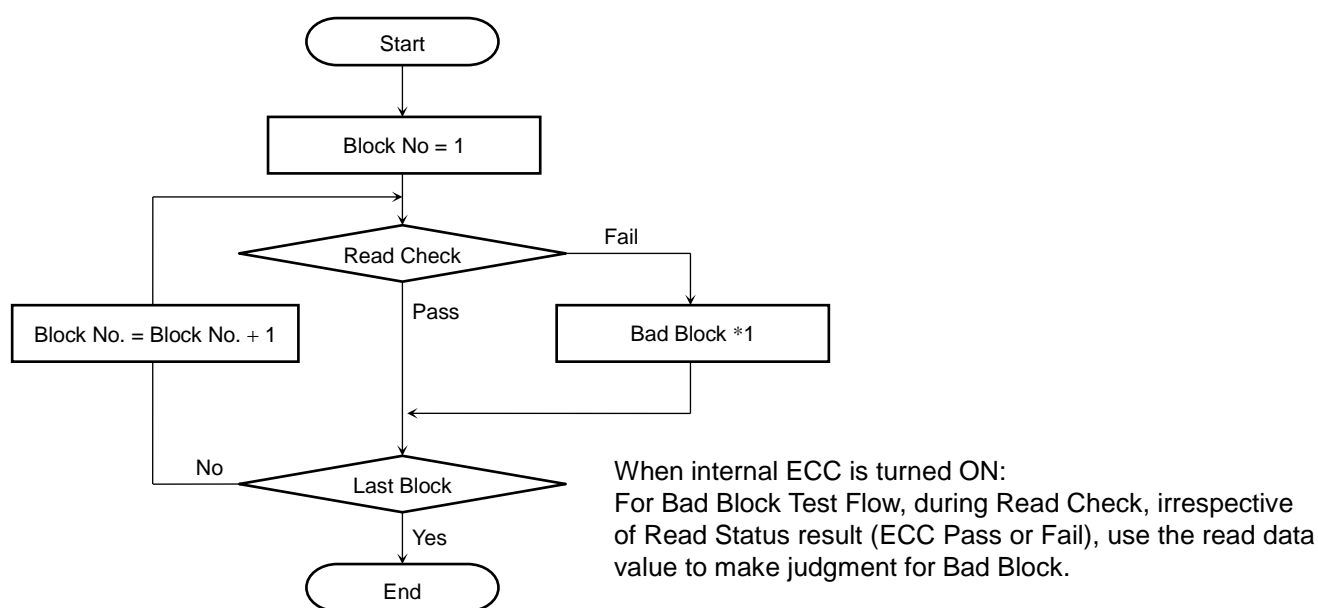 Start
Block No = 1
Read Check
Fail
Pass
Block No. = Block No. + 1
Bad Block *1
No
Last Block
Yes
End
When internal ECC is turned ON:
For Bad Block Test Flow, during Read Check, irrespective
of Read Status result (ECC Pass or Fail), use the read data
value to make judgment for Bad Block.